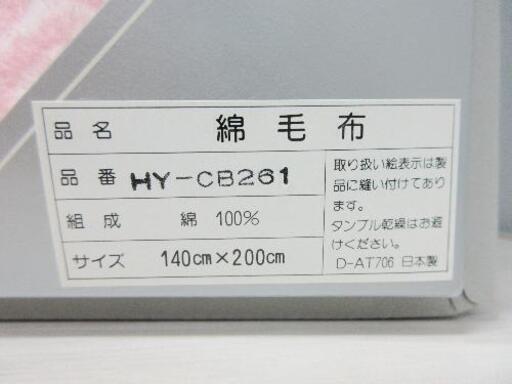 品名 綿毛布
品番 HY-CB261
組成 綿 100%
サイズ 140cm×200cm
取り扱い絵表示は製
品に縫い付けてあり
ます。
タンブル乾燥はお避
けください。
D-AT706 日本製